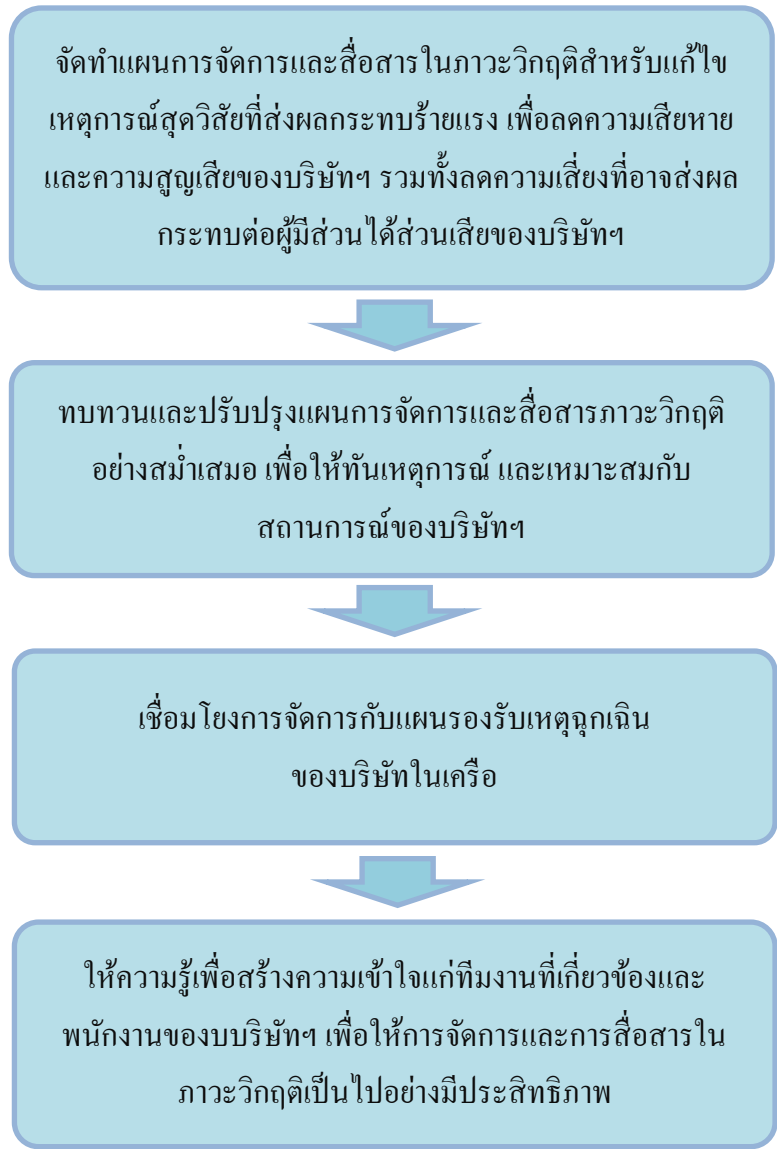 จัดทำแผนการจัดการและสื่อสารในภาวะวิกฤติสำหรับแก้ไข
เหตุการณ์สุดวิสัยที่ส่งผลกระทบร้ายแรง เพื่อลดความเสียหาย
และความสูญเสียของบริษัทฯ รวมทั้งลดความเสี่ยงที่อาจส่งผล
กระทบต่อผู้มีส่วนได้ส่วนเสียของบริษัทฯ
ทบทวนและปรับปรุงแผนการจัดการและสื่อสารภาวะวิกฤติ
อย่างสม่ำเสมอ เพื่อให้ทันเหตุการณ์ และเหมาะสมกับ
สถานการณ์ของบริษัทฯ
เชื่อมโยงการจัดการกับแผนรองรับเหตุฉุกเฉิน
ของบริษัทในเครือ
ให้ความรู้เพื่อสร้างความเข้าใจแก่ทีมงานที่เกี่ยวข้องและ
พนักงานของบบริษัทฯ เพื่อให้การจัดการและการสื่อสารใน
ภาวะวิกฤติเป็นไปอย่างมีประสิทธิภาพ